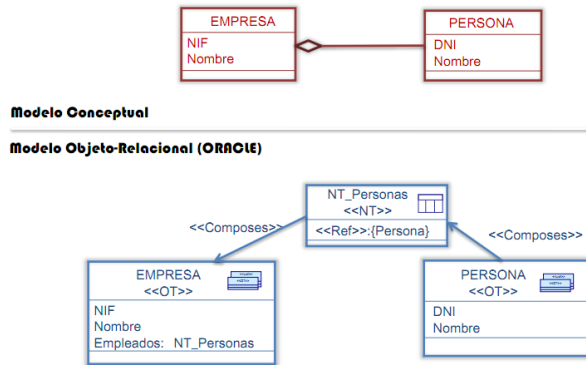 EMPRESA
NIF
Nombre
PERSONA
DNI
Nombre
Modelo Conceptual
Modelo Objeto-Relacional (ORACLE)
NT_Personas
<<NT>>
<<Ref>>:{Persona}
<<Composes>>
<<Composes>>
EMPRESA
<<OT>>
NIF
Nombre
Empleados: NT_Personas
PERSONA
<<OT>>
DNI
Nombre